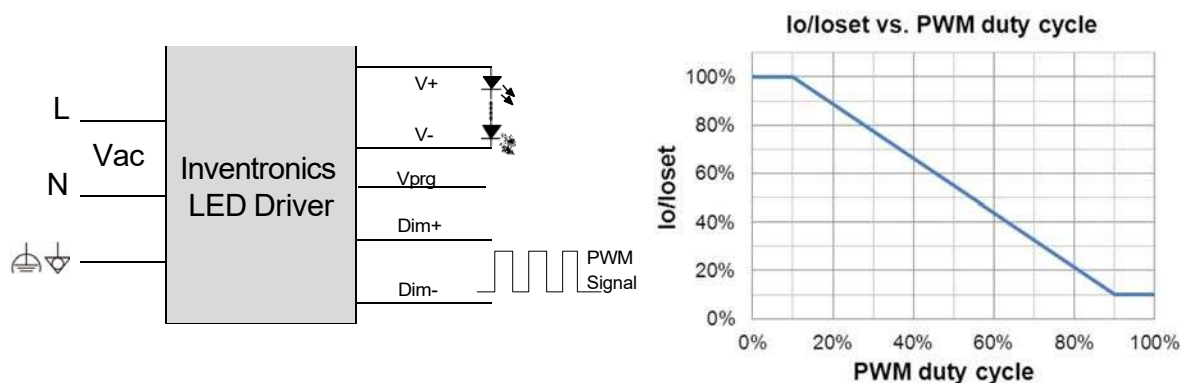 L
Vac
N
Inventronics
LED Driver
V+
V-
Vprg
Dim+
Dim-
PWM
Signal
Io/Ioset vs. PWM duty cycle
Io/Ioset
100%
80%
60%
40%
20%
0%
0% 20% 40% 60% 80% 100%
PWM duty cycle